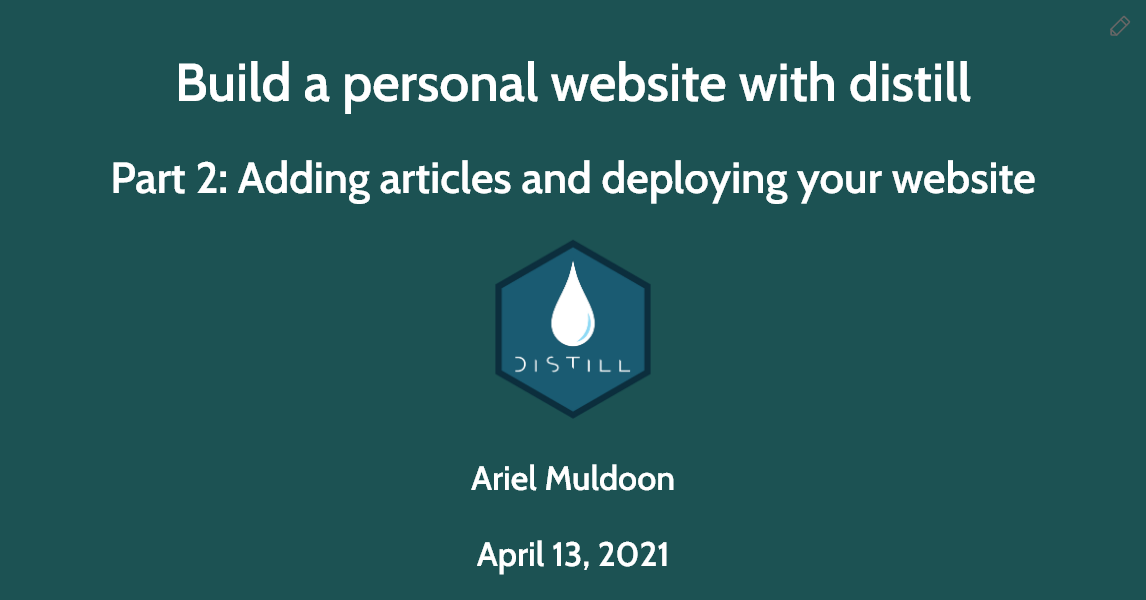 Build a personal website with distill
Part 2: Adding articles and deploying your website
DISTILL
Ariel Muldoon
April 13, 2021